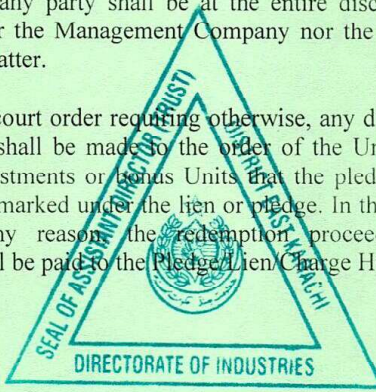 any party shall be at the entire disc
r the Management Company nor the
atter.
court order requiring otherwise, any d
shall be made to the order of the Un
stments or bonus Units that the pled
marked under the lien or pledge. In th
ny reason, the redemption proceed
l be paid to the Pledge/Lien/Charge H
SEAL OF ASSISTANT DIRECTOR (TRUST)
DISTRICT EAST KARACHI
DIRECTORATE OF INDUSTRIES